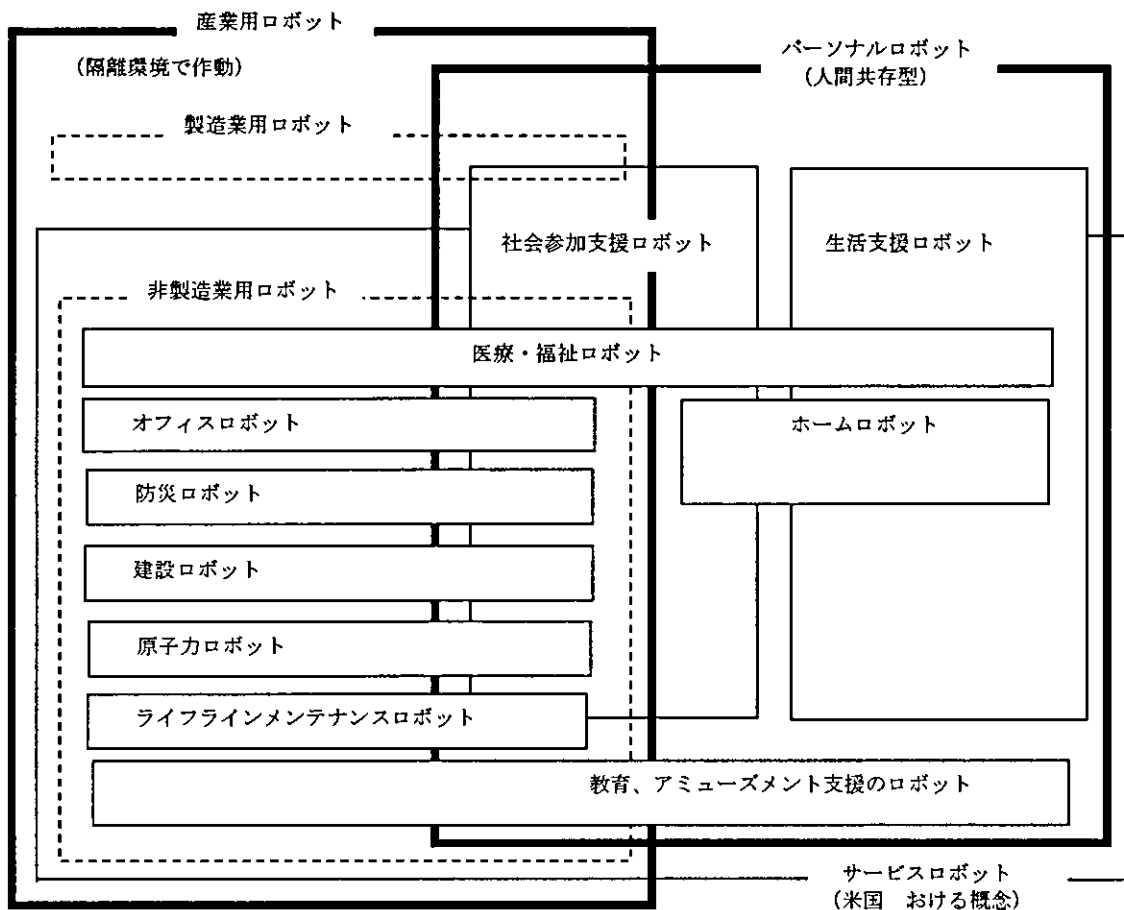 産業用ロボット
(隔離環境で作動)
パーソナルロボット
(人間共存型)
製造業用ロボット
社会参加支援ロボット
生活支援ロボット
非製造業用ロボット
医療・福祉ロボット
オフィスロボット
ホームロボット
防災ロボット
建設ロボット
原子力ロボット
ライフラインメンテナンスロボット
教育、アミューズメント支援のロボット
サービスロボット
(米国 おける概念)